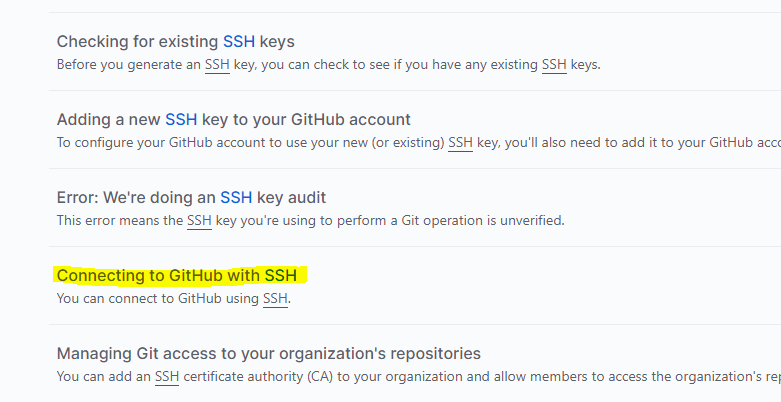 Checking for existing SSH keys
Before you generate an SSH key, you can check to see if you have any existing SSH keys.
Adding a new SSH key to your GitHub account
To configure your GitHub account to use your new (or existing) SSH key, you'll also need to add it to your GitHub
Error: We're doing an SSH key audit
This error means the SSH key you're using to perform a Git operation is unverified.
Connecting to GitHub with SSH
You can connect to GitHub using SSH.
Managing Git access to your organization's repositories
You can add an SSH certificate authority (CA) to your organization and allow members to access the organization's